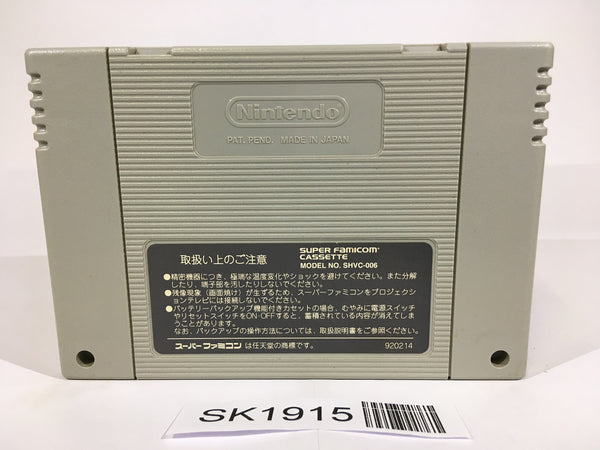 Nintendo
PAT. PEND. MADE IN JAPAN
取扱い上のご注意
SUPER FAMICOM
CASSETTE
MODEL NO. SHVC-006
●精密機器につき、極端な温度変化やショックを避けてください。また分解
したり、端子部を汚したりしないでください。
●残像現象(画面焼け)が生ずるため、スーパーファミコンをプロジェク
ションテレビには接続しないでください。
●バッテリーバックアップ機能付きカセットの場合、むやみに電源スイッチ
やリセットスイッチをON OFFすると、蓄積されている内容が消えてしま
うことがあります。
なお、バックアップの操作方法については、取扱説明書をご参照ください。
スーパーファミコン は任天堂の商標です。
920214
SK1915